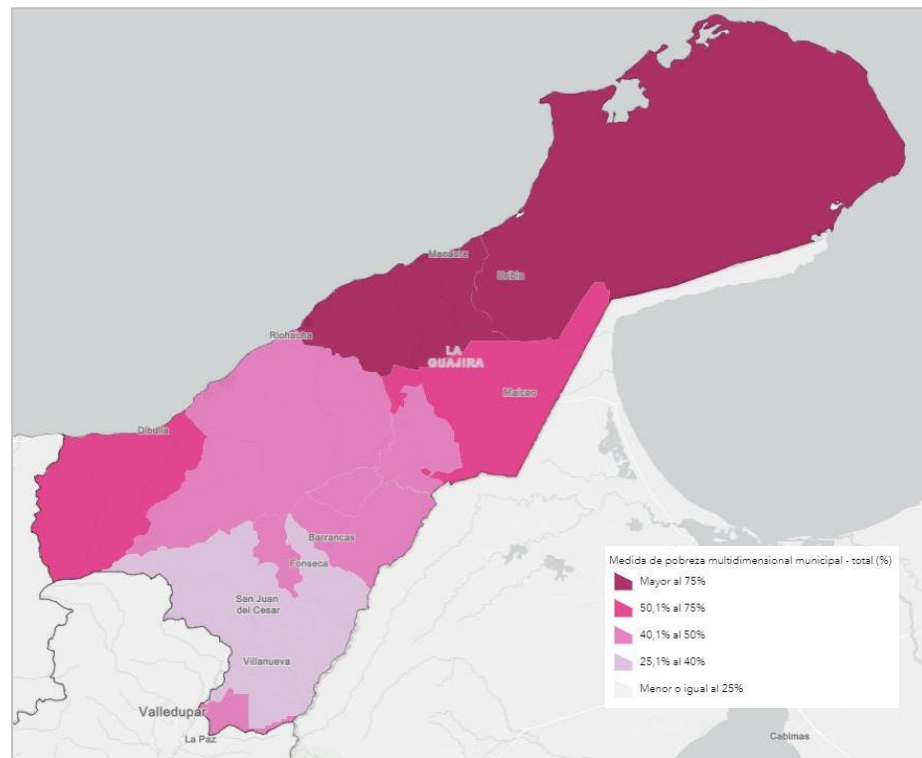 Manaure
Uribia
Riohacha
LA
GUAJIRA
Maicao
Dibulla
Barrancas
Fonseca
San Juan
del Cesar
Villanueva
Valledupar
La Paz
Cabimas
Medida de pobreza multidimensional municipal - total (%)
Mayor al 75%
50,1% al 75%
40,1% al 50%
25,1% al 40%
Menor o igual al 25%